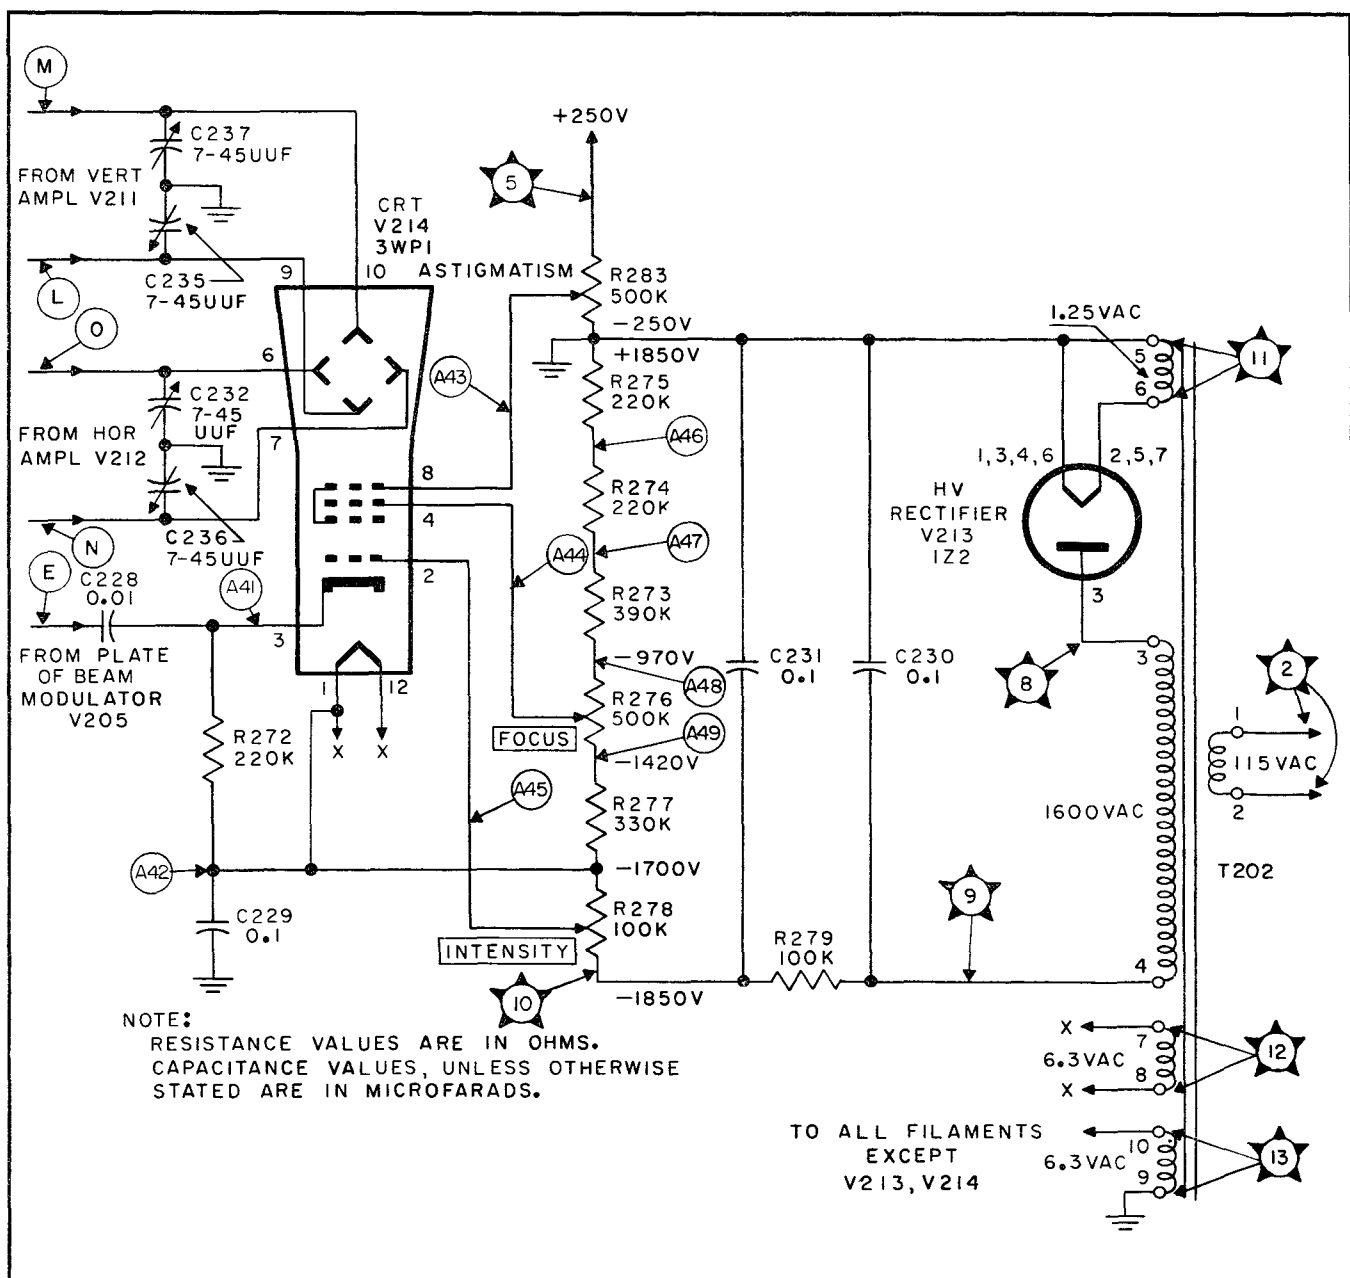 M
C237
7-45UUF
FROM VERT
AMPL V211
C235
7-45UUF
L
O
9
10
CRT
V214
3WP1
ASTIGMATISM
+250V
5
R283
500K
-250V
+1850V
R275
220K
A46
R274
220K
A47
R273
390K
-970V
A48
R276
500K
FOCUS
A49
-1420V
R277
330K
-1700V
R278
100K
INTENSITY
10
-1850V
6
C232
7-45
UUF
FROM HOR
AMPL V212
7
N
C236
7-45UUF
A43
8
4
A44
2
E
C228
0.01
A41
3
FROM PLATE
OF BEAM
MODULATOR
V205
1
12
X
X
R272
220K
A45
A42
C229
0.1
C231
0.1
C230
0.1
R279
100K
9
1.25VAC
5
6
11
1,3,4,6
2,5,7
HV
RECTIFIER
V213
1Z2
3
8
3
1600VAC
4
2
1
115VAC
2
T202
X
7
6.3VAC
8
X
12
TO ALL FILAMENTS
EXCEPT
V213, V214
10
6.3VAC
9
13
NOTE:
RESISTANCE VALUES ARE IN OHMS.
CAPACITANCE VALUES, UNLESS OTHERWISE
STATED ARE IN MICROFARADS.